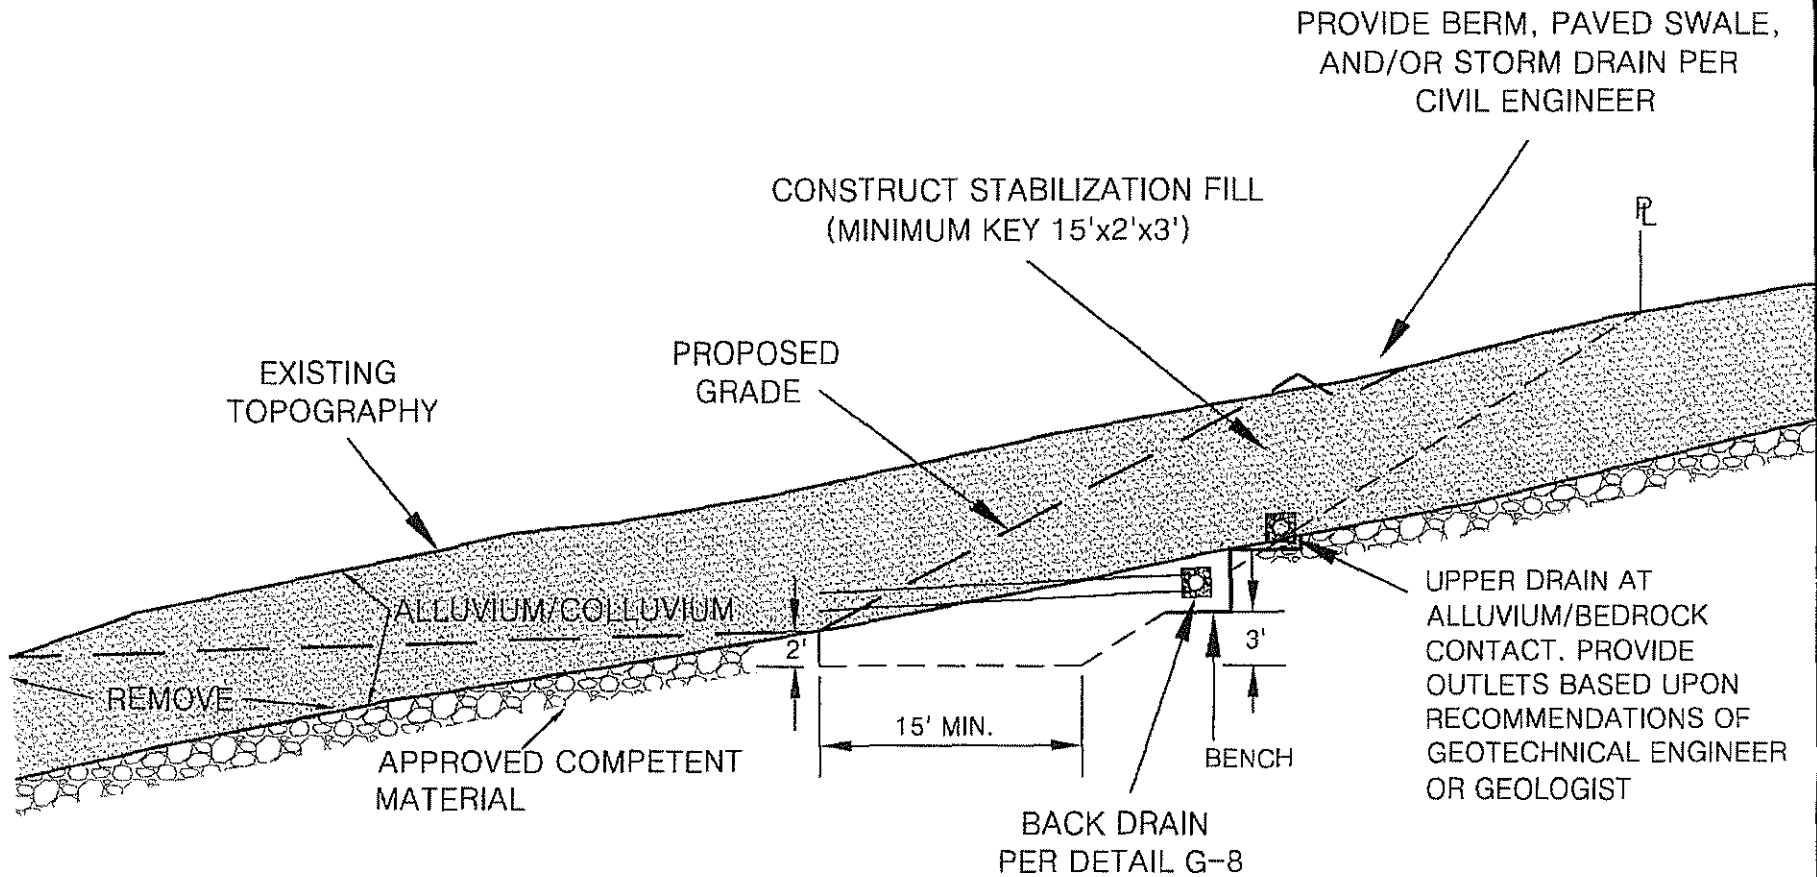 PROVIDE BERM, PAVED SWALE,
AND/OR STORM DRAIN PER
CIVIL ENGINEER
CONSTRUCT STABILIZATION FILL
(MINIMUM KEY 15'x2'x3')
PL
PROPOSED
GRADE
EXISTING
TOPOGRAPHY
ALLUVIUM/COLLUVIUM
2'
3'
REMOVE
15' MIN.
BENCH
APPROVED COMPETENT
MATERIAL
UPPER DRAIN AT
ALLUVIUM/BEDROCK
CONTACT. PROVIDE
OUTLETS BASED UPON
RECOMMENDATIONS OF
GEOTECHNICAL ENGINEER
OR GEOLOGIST
BACK DRAIN
PER DETAIL G-8